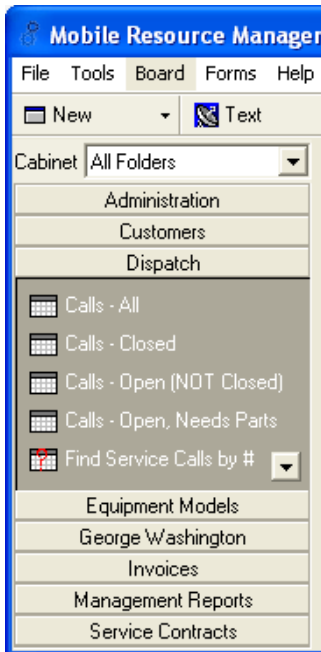 Mobile Resource Manager
File Tools Board Forms Help
New Text
Cabinet All Folders
Administration
Customers
Dispatch
Calls - All
Calls - Closed
Calls - Open (NOT Closed)
Calls - Open, Needs Parts
Find Service Calls by #
Equipment Models
George Washington
Invoices
Management Reports
Service Contracts